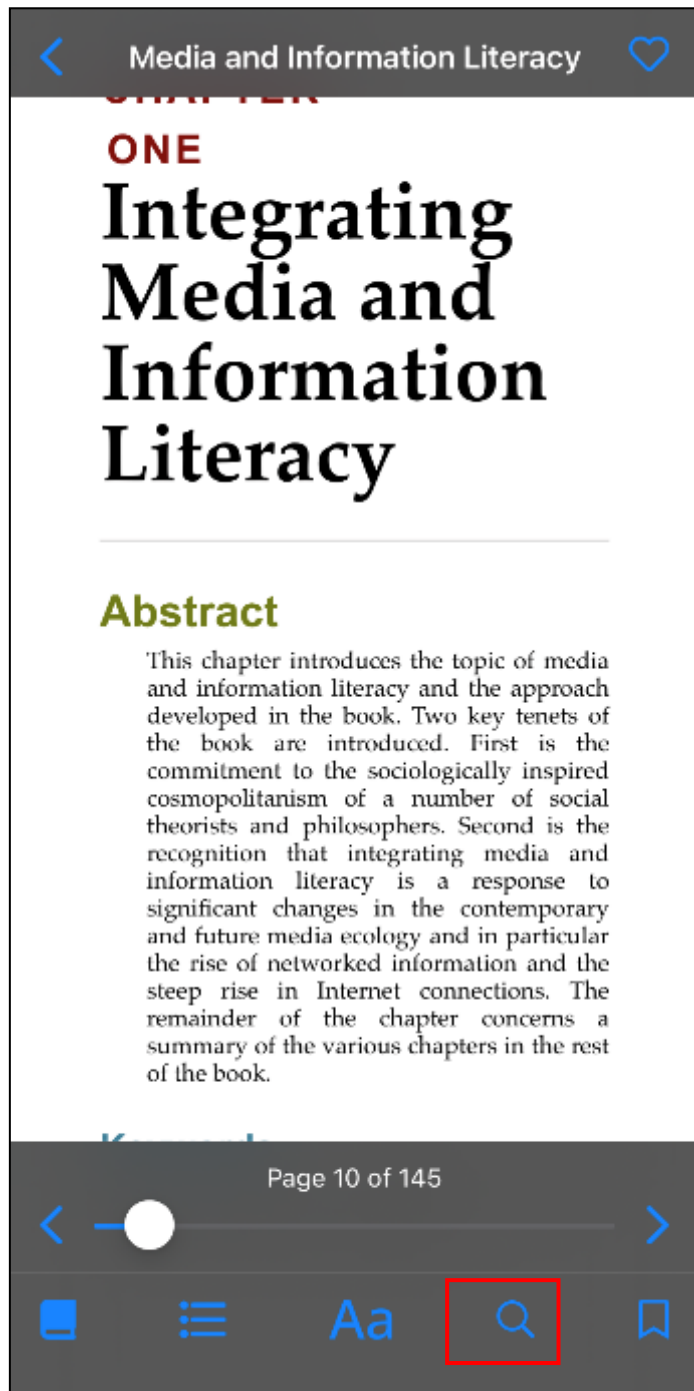 Media and Information Literacy
CHAPTER
ONE
Integrating
Media and
Information
Literacy
Abstract
This chapter introduces the topic of media
and information literacy and the approach
developed in the book. Two key tenets of
the book are introduced. First is the
commitment to the sociologically inspired
cosmopolitanism of a number of social
theorists and philosophers. Second is the
recognition that integrating media and
information literacy is a response to
significant changes in the contemporary
and future media ecology and in particular
the rise of networked information and the
steep rise in Internet connections. The
remainder of the chapter concerns a
summary of the various chapters in the rest
of the book.
Keywords
Page 10 of 145
Aa